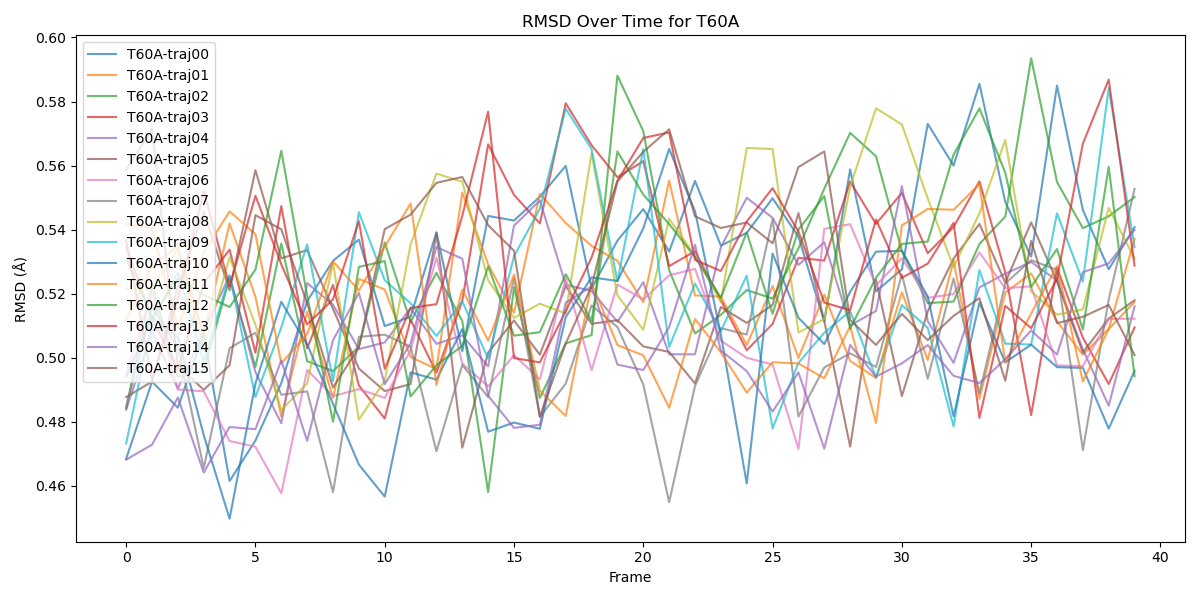 RMSD Over Time for T60A
RMSD (Å)
0.60
0.58
0.56
0.54
0.52
0.50
0.48
0.46
T60A-traj00
T60A-traj01
T60A-traj02
T60A-traj03
T60A-traj04
T60A-traj05
T60A-traj06
T60A-traj07
T60A-traj08
T60A-traj09
T60A-traj10
T60A-traj11
T60A-traj12
T60A-traj13
T60A-traj14
T60A-traj15
0 5 10 15 20 25 30 35 40
Frame